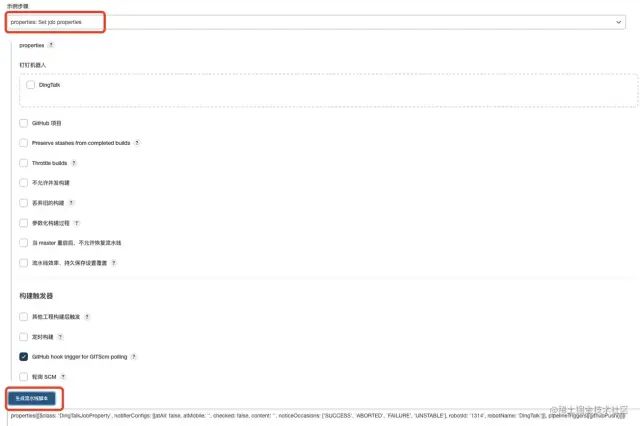 示例步骤
properties: Set job properties
properties ?
钉钉机器人
DingTalk
GitHub 项目
Preserve stashes from completed builds ?
Throttle builds ?
不允许并发构建
丢弃旧的构建 ?
参数化构建过程 ?
当 master 重启后，不允许恢复流水线
流水线效率、持久保存设置覆盖 ?
构建触发器
其他工程构建后触发 ?
定时构建 ?
GitHub hook trigger for GITScm polling ?
轮询 SCM ?
生成流水线脚本
@稀土掘金技术社区
properties([[$class: 'DingTalkJobProperty', notifierConfigs: [[atAll: false, atMobile: '', checked: false, content: '', noticeOccasions: ['SUCCESS', 'ABORTED', 'FAILURE', 'UNSTABLE'], robotId: '1314', robotName: 'DingTalk']]], pipelineTriggers([githubPush()])])